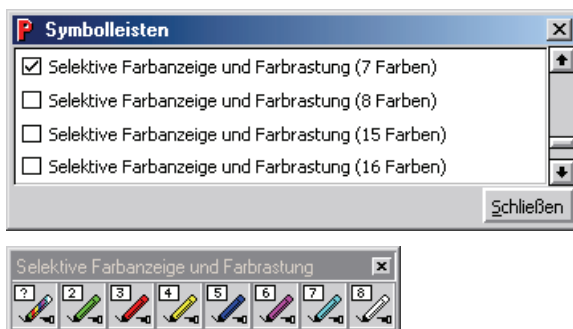 P Symbolleisten
Selektive Farbanzeige und Farbrastung (7 Farben)
Selektive Farbanzeige und Farbrastung (8 Farben)
Selektive Farbanzeige und Farbrastung (15 Farben)
Selektive Farbanzeige und Farbrastung (16 Farben)
Schließen
Selektive Farbanzeige und Farbrastung
? 2 3 4 5 6 7 8